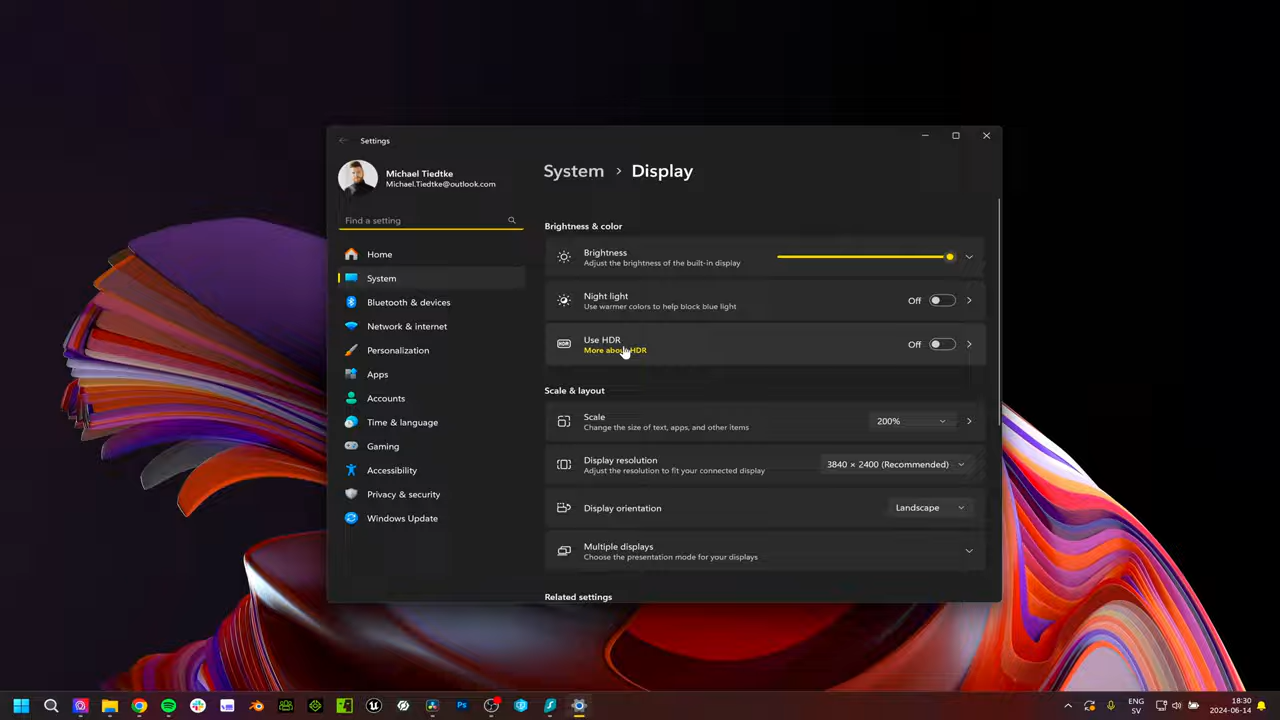 Settings
Michael Tiedtke
Michael.Tiedtke@outlook.com
Find a setting
Home
System
Bluetooth & devices
Network & internet
Personalization
Apps
Accounts
Time & language
Gaming
Accessibility
Privacy & security
Windows Update
System > Display
Brightness & color
Brightness
Adjust the brightness of the built-in display
Night light
Use warmer colors to help block blue light
Off
HDR
Use HDR
More about HDR
Off
Scale & layout
Scale
Change the size of text, apps, and other items
200%
Display resolution
Adjust the resolution to fit your connected display
3840 × 2400 (Recommended)
Display orientation
Landscape
Multiple displays
Choose the presentation mode for your displays
Related settings
Ps
ENG
SV
18:30
2024-06-14